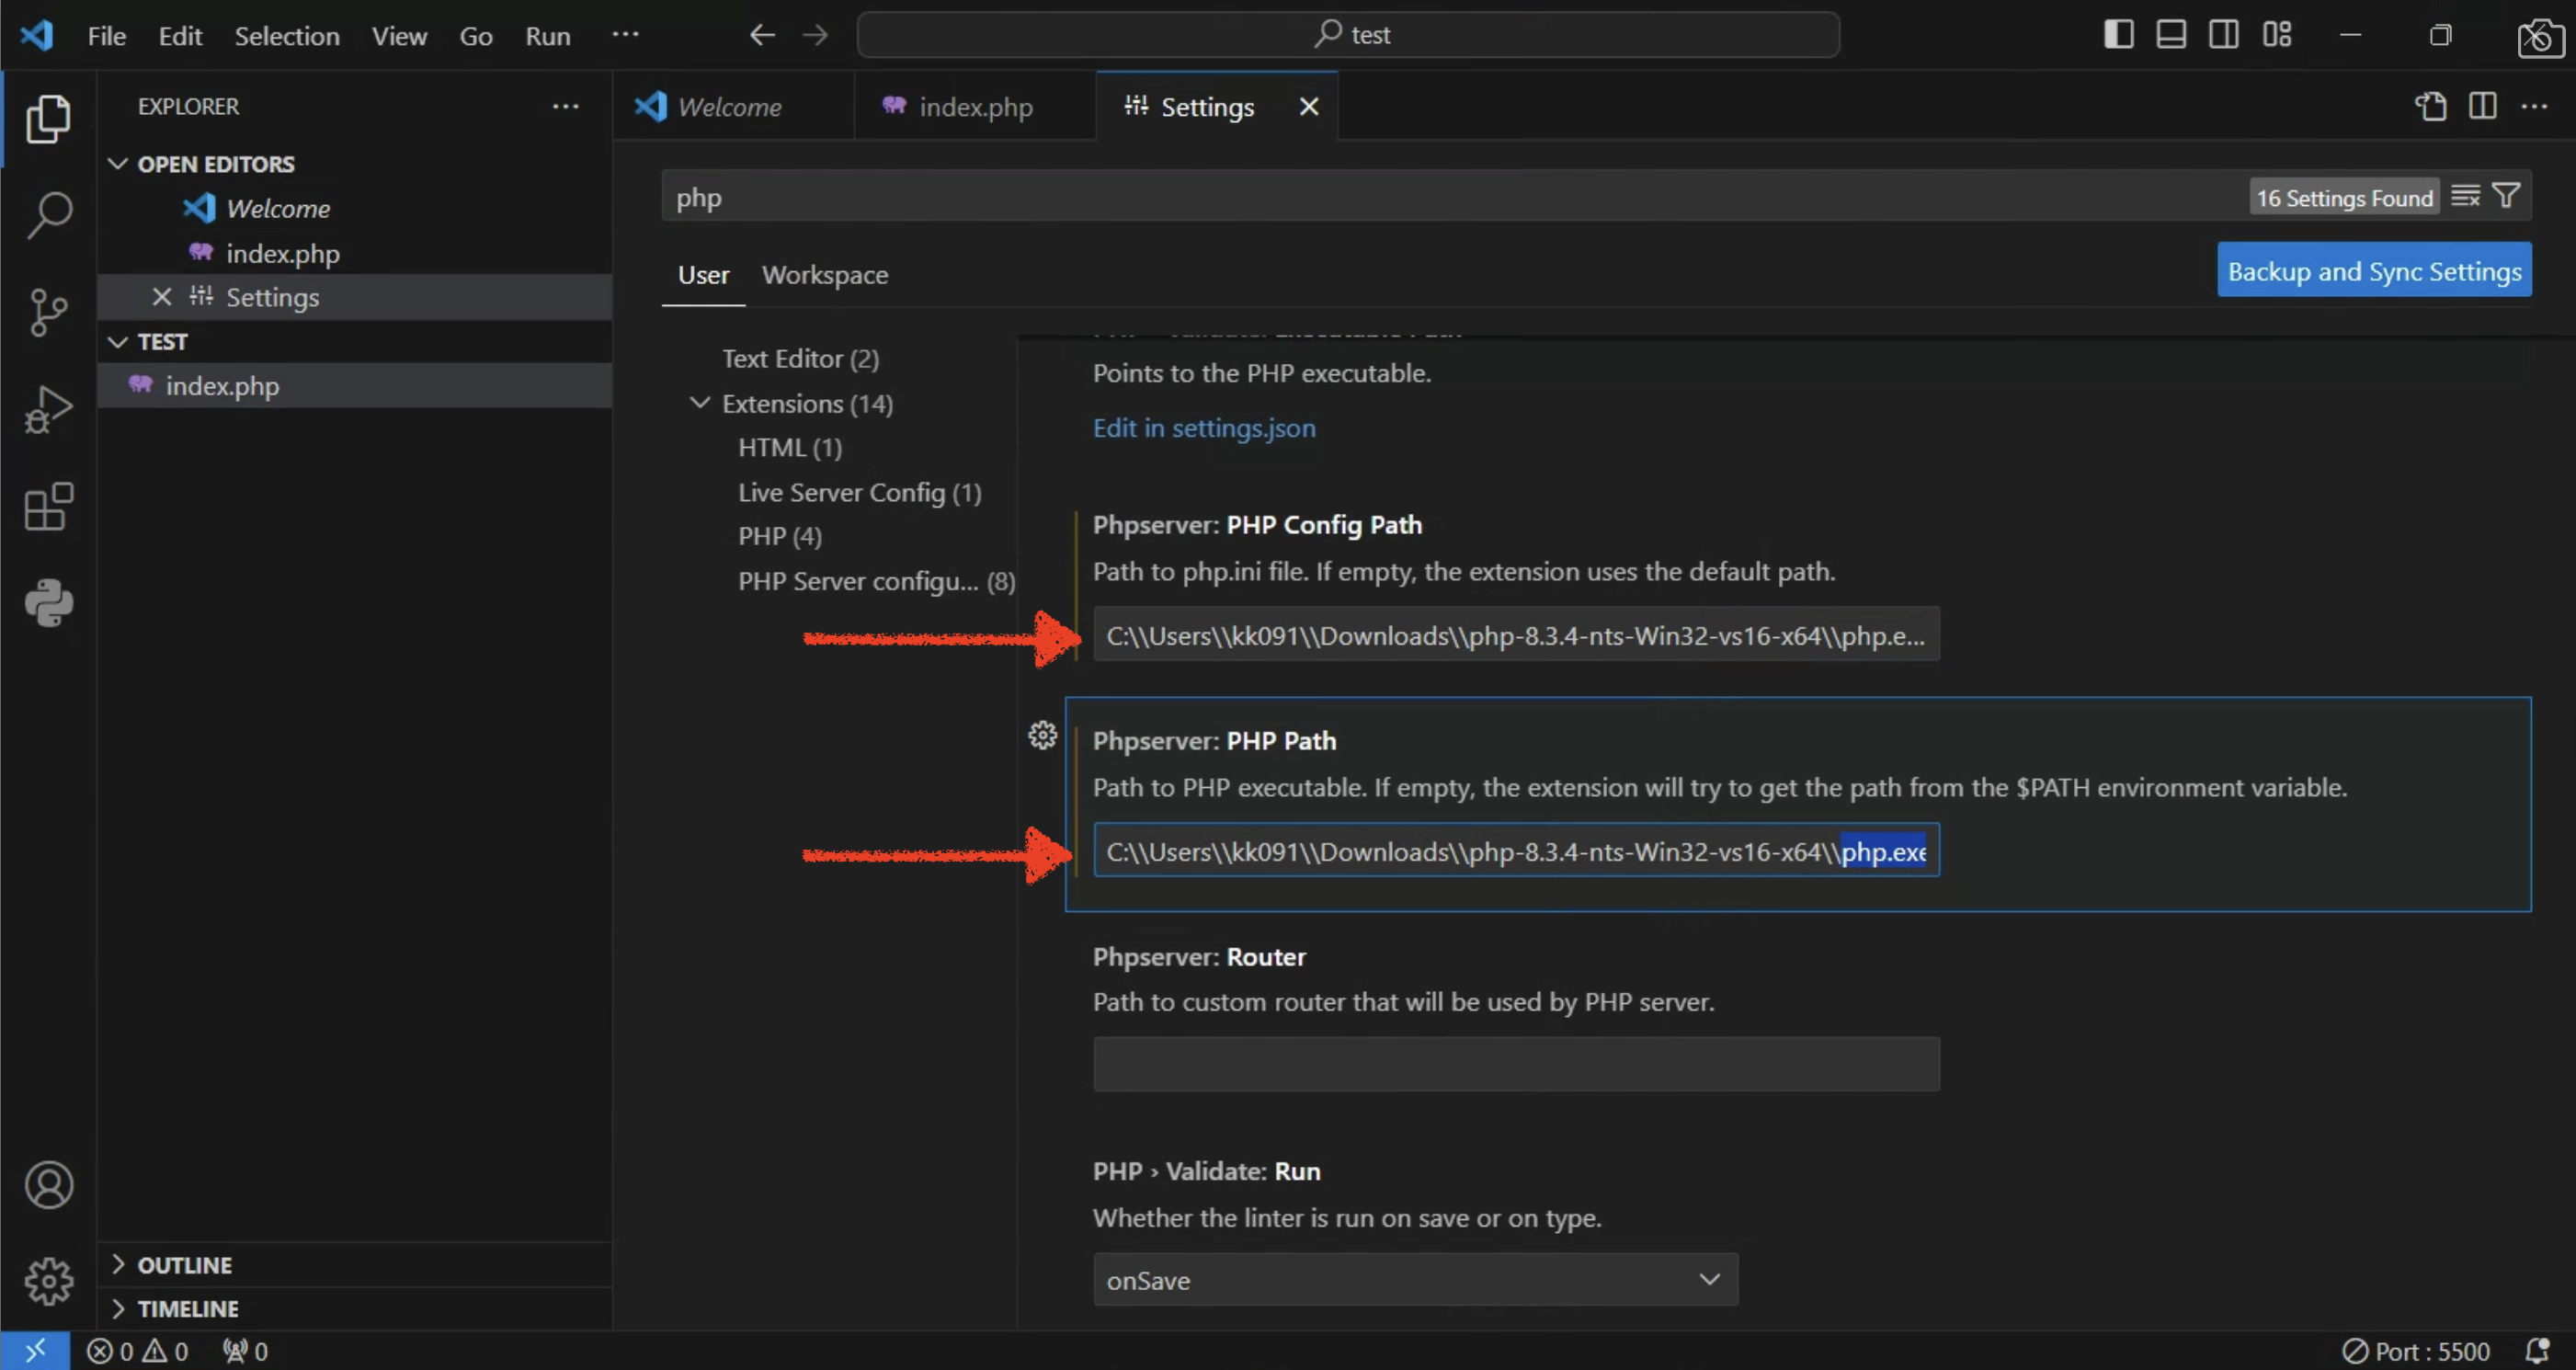 File Edit Selection View Go Run ...
test
EXPLORER ...
Welcome
index.php
Settings
OPEN EDITORS
Welcome
index.php
Settings
TEST
index.php
OUTLINE
TIMELINE
php
16 Settings Found
User Workspace
Backup and Sync Settings
Text Editor (2)
Extensions (14)
HTML (1)
Live Server Config (1)
PHP (4)
PHP Server configu... (8)
Points to the PHP executable.
Edit in settings.json
Phpserver: PHP Config Path
Path to php.ini file. If empty, the extension uses the default path.
C:\\Users\\kk091\\Downloads\\php-8.3.4-nts-Win32-vs16-x64\\php.e...
Phpserver: PHP Path
Path to PHP executable. If empty, the extension will try to get the path from the $PATH environment variable.
C:\\Users\\kk091\\Downloads\\php-8.3.4-nts-Win32-vs16-x64\\php.exe
Phpserver: Router
Path to custom router that will be used by PHP server.
PHP › Validate: Run
Whether the linter is run on save or on type.
onSave
0 0 0
Port : 5500